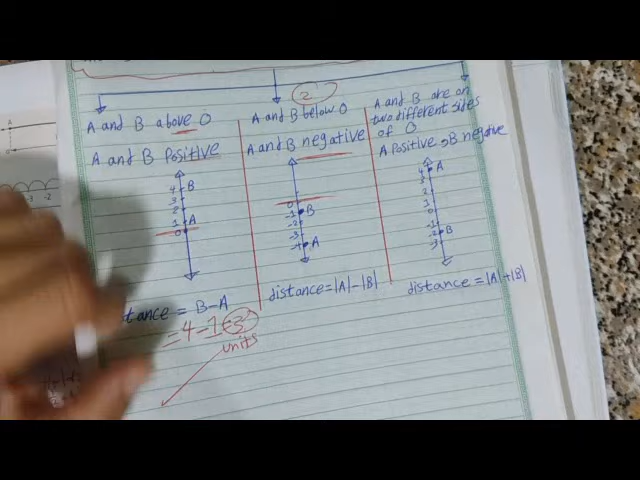 2
A and B above 0
A and B Positive
4 B
3
2
1 A
0
distance = B-A
= 4-1=3
units
A and B below 0
A and B negative
0
-1 B
-2
-3
-4 A
distance=|A|-|B|
A and B are on
two different sides
of 0
A Positive, B negative
4 A
3
2
1
0
-1
-2 B
-3
distance =|A|+|B|